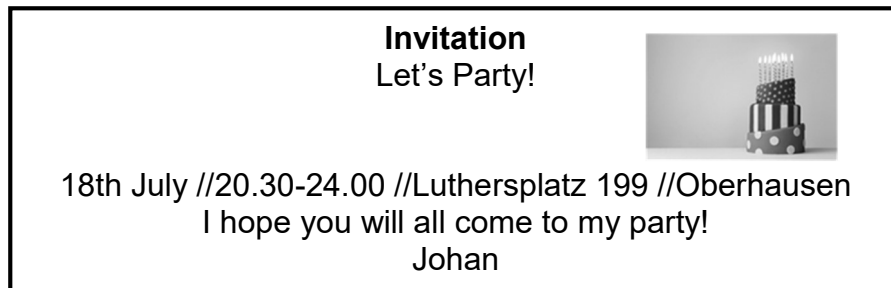 Invitation
Let’s Party!
18th July //20.30-24.00 //Luthersplatz 199 //Oberhausen
I hope you will all come to my party!
Johan